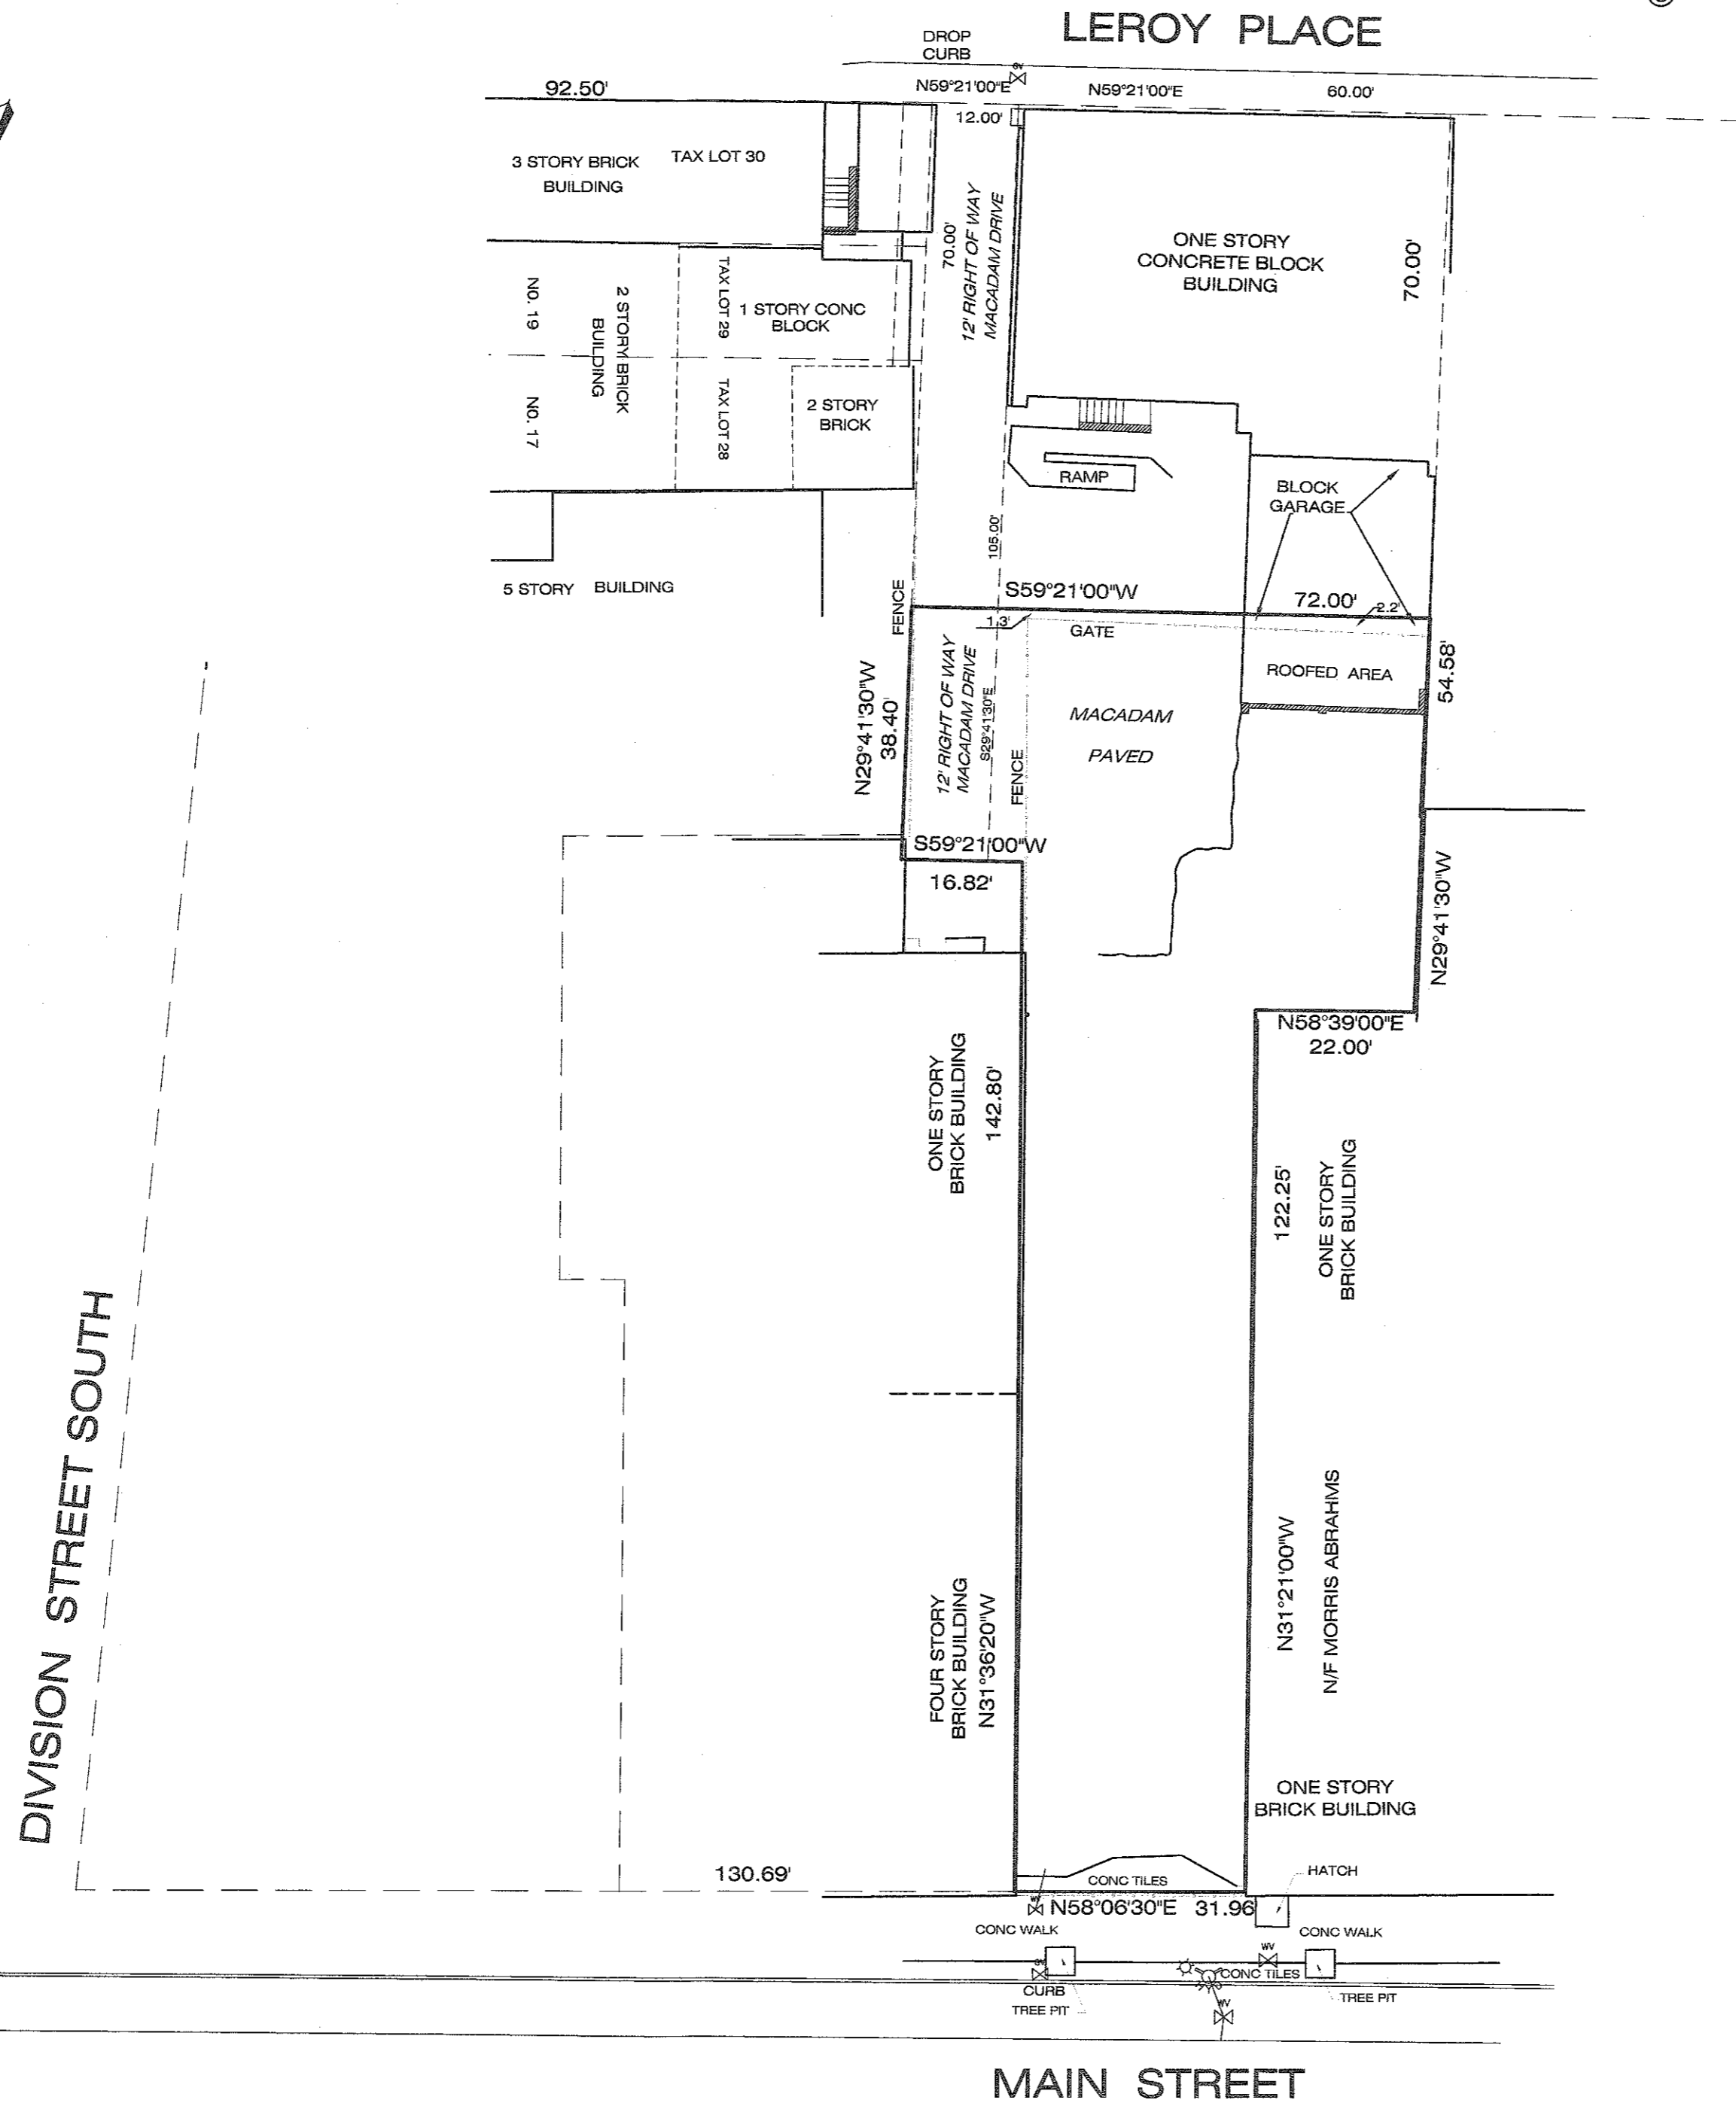 LEROY PLACE
DROP
CURB
92.50'
N59°21'00"E
N59°21'00"E
60.00'
12.00'
3 STORY BRICK
BUILDING
TAX LOT 30
70.00'
12' RIGHT OF WAY
MACADAM DRIVE
ONE STORY
CONCRETE BLOCK
BUILDING
70.00'
NO. 19
2 STORY BRICK
BUILDING
TAX LOT 29
1 STORY CONC
BLOCK
NO. 17
TAX LOT 28
2 STORY
BRICK
RAMP
BLOCK
GARAGE
105.00'
5 STORY BUILDING
FENCE
S59°21'00"W
72.00'
2.2'
1.3'
GATE
N29°41'30"W
38.40'
12' RIGHT OF WAY
MACADAM DRIVE
S29°41'30"E
FENCE
MACADAM
PAVED
ROOFED AREA
54.58'
S59°21'00"W
16.82'
N29°41'30"W
N58°39'00"E
22.00'
ONE STORY
BRICK BUILDING
142.80'
122.25'
ONE STORY
BRICK BUILDING
DIVISION STREET SOUTH
FOUR STORY
BRICK BUILDING
N31°36'20"W
N31°21'00"W
N/F MORRIS ABRAHMS
ONE STORY
BRICK BUILDING
130.69'
CONC TILES
HATCH
N58°06'30"E 31.96
CONC WALK
CONC WALK
WV
CONC TILES
CURB
TREE PIT
TREE PIT
WV
MAIN STREET